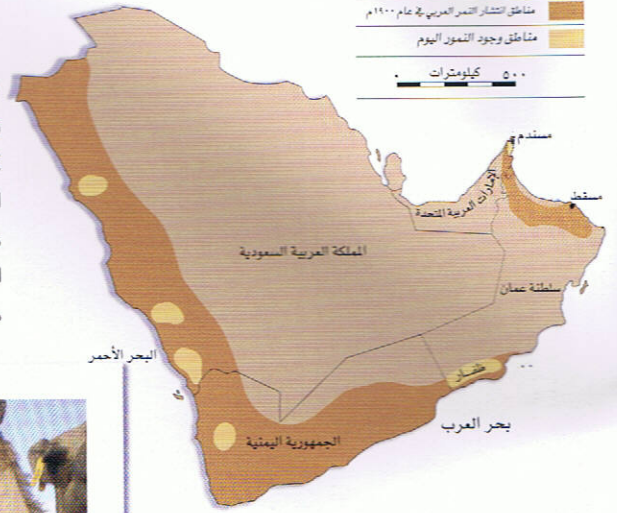 مناطق انتشار النمر العربي في عام ١٩٠٠م
مناطق وجود النمور اليوم
٥٠٠ كيلومترات ٠
مسندم
مسقط
الإمارات العربية المتحدة
المملكة العربية السعودية
سلطنة عمان
ظفار
البحر الأحمر
بحر العرب
الجمهورية اليمنية